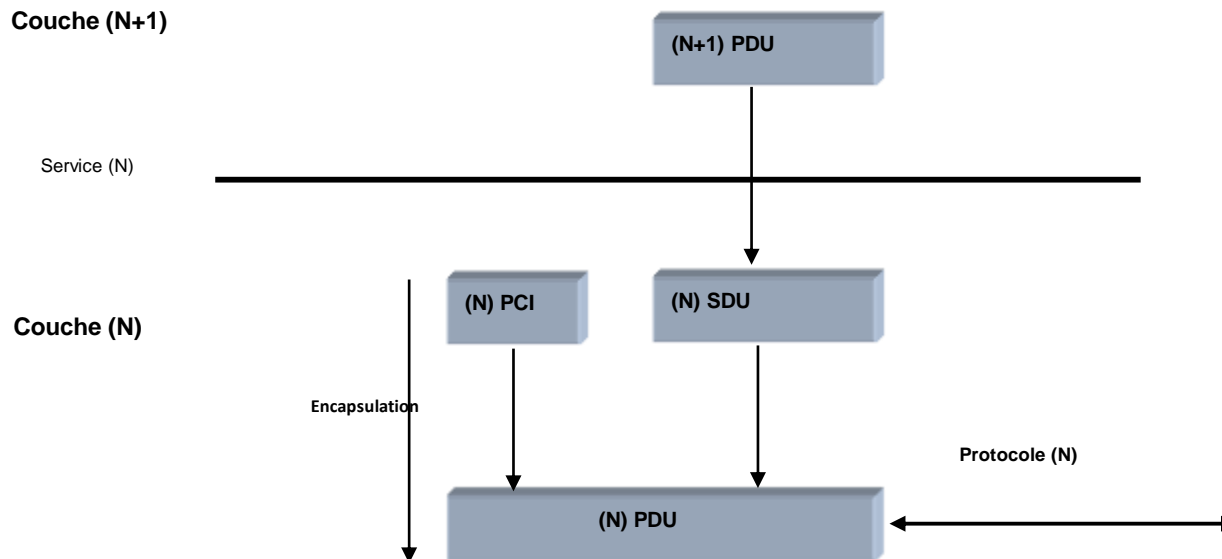 Couche (N+1)
(N+1) PDU
Service (N)
(N) PCI
(N) SDU
Couche (N)
Encapsulation
Protocole (N)
(N) PDU